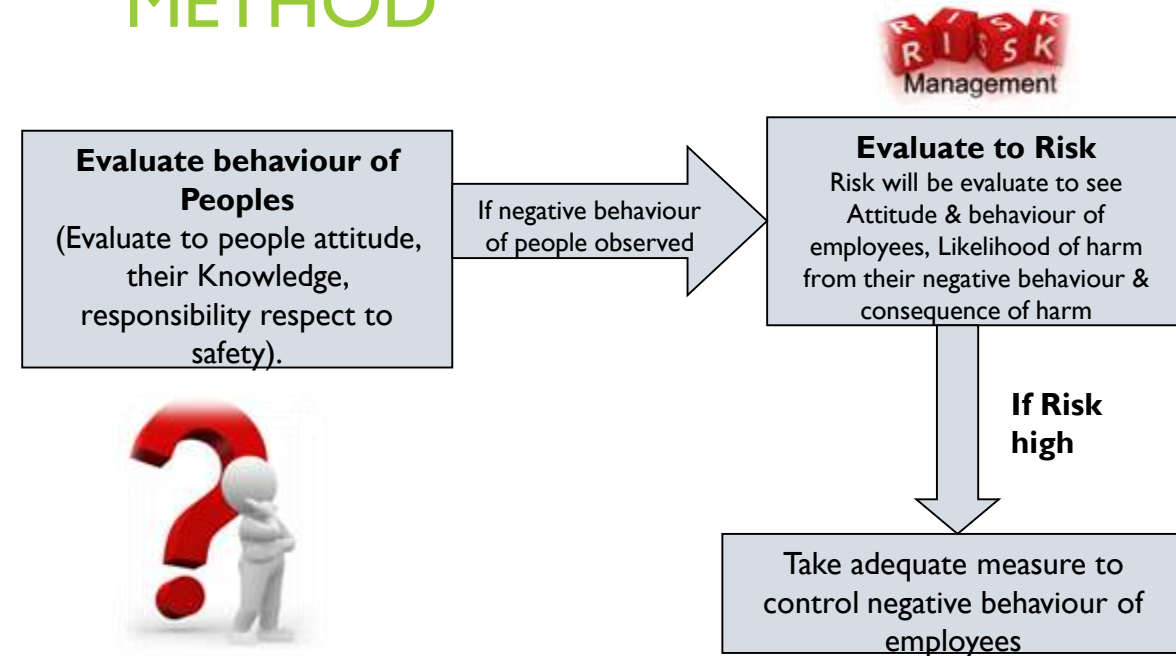 METHOD
R I S K
R I S S K
Management
Evaluate behaviour of
Peoples
(Evaluate to people attitude,
their Knowledge,
responsibility respect to
safety).
If negative behaviour
of people observed
Evaluate to Risk
Risk will be evaluate to see
Attitude & behaviour of
employees, Likelihood of harm
from their negative behaviour &
consequence of harm
If Risk
high
Take adequate measure to
control negative behaviour of
employees